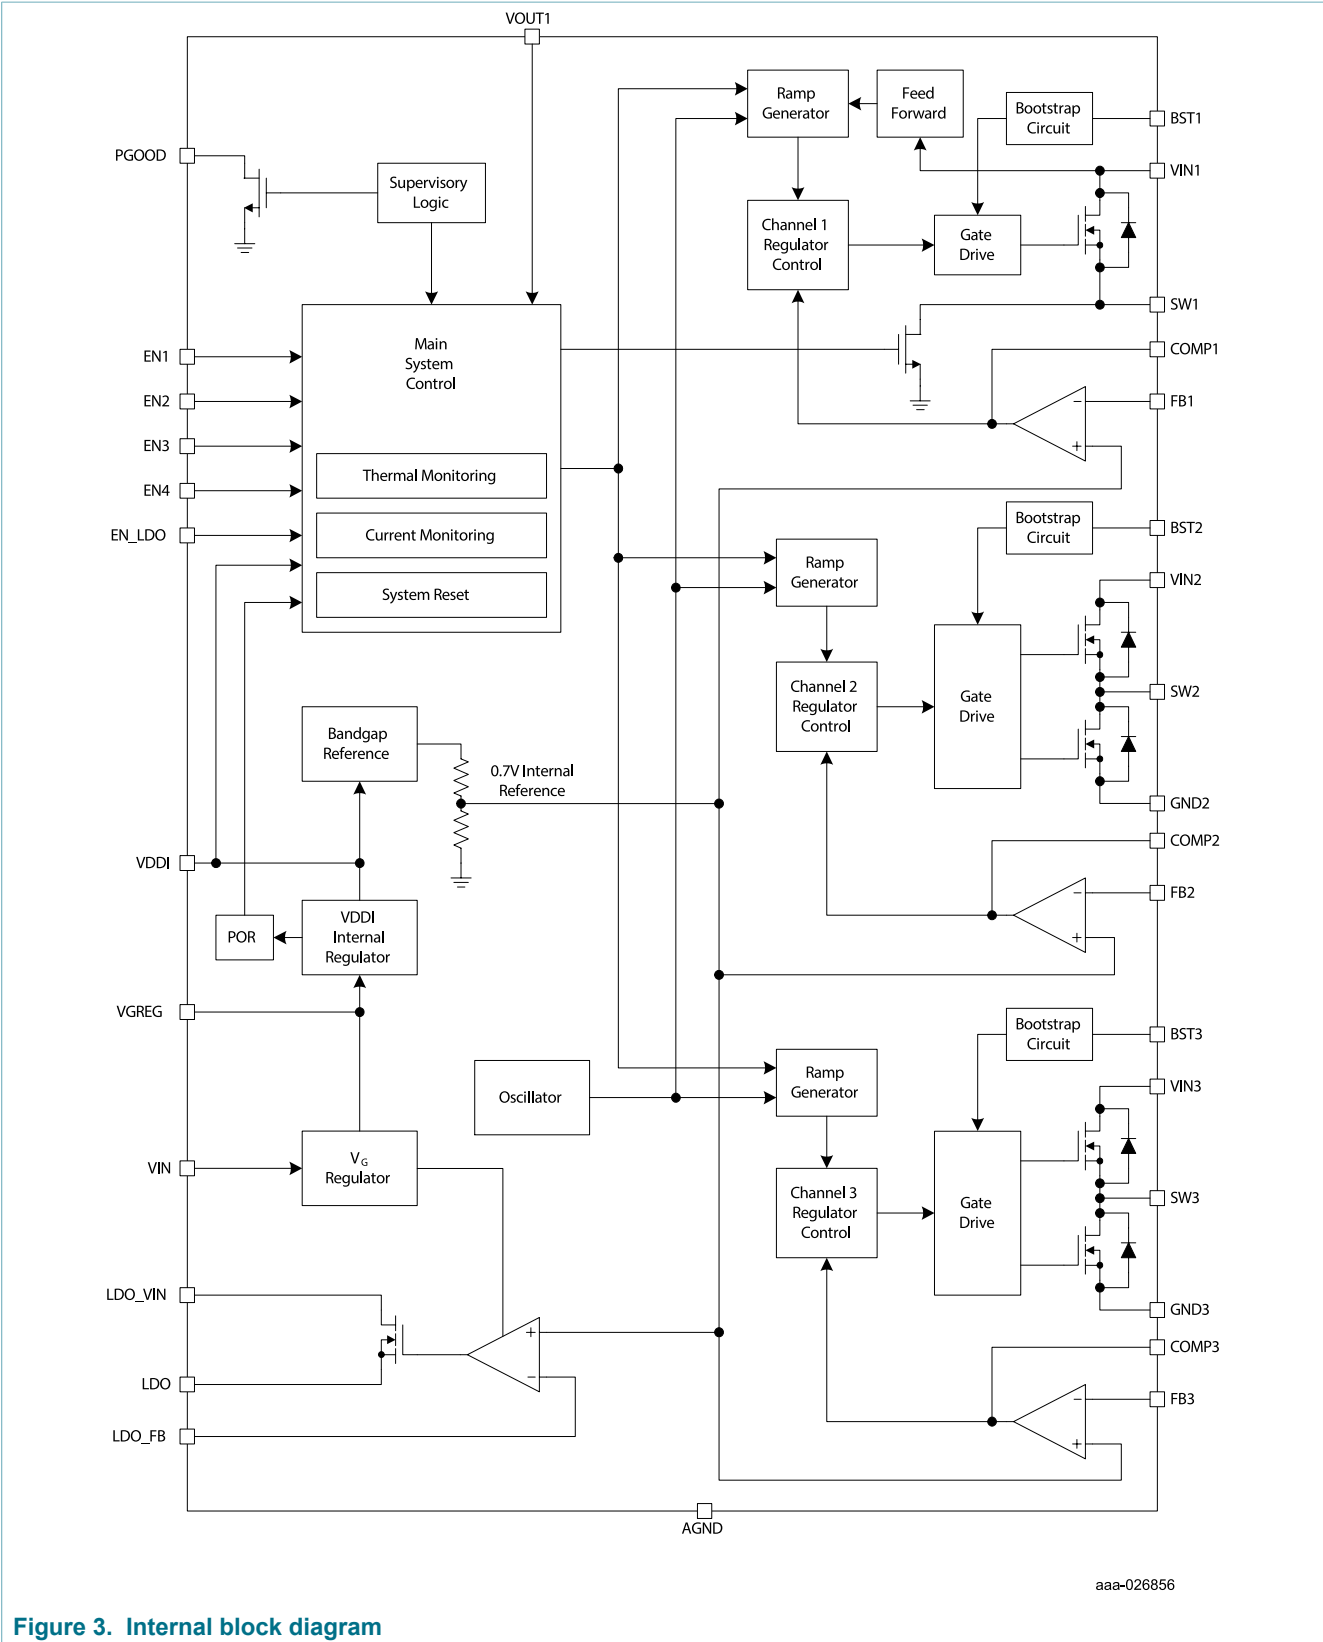 VOUT1
PGOOD
Supervisory
Logic
Ramp
Generator
Feed
Forward
Bootstrap
Circuit
BST1
VIN1
Channel 1
Regulator
Control
Gate
Drive
SW1
COMP1
FB1
-
+
EN1
EN2
EN3
EN4
EN_LDO
Main
System
Control
Thermal Monitoring
Current Monitoring
System Reset
Bootstrap
Circuit
BST2
Ramp
Generator
VIN2
Channel 2
Regulator
Control
Gate
Drive
SW2
GND2
COMP2
FB2
-
+
Bandgap
Reference
0.7V Internal
Reference
VDDI
POR
VDDI
Internal
Regulator
VGREG
Oscillator
VIN
VG
Regulator
Bootstrap
Circuit
BST3
Ramp
Generator
VIN3
Channel 3
Regulator
Control
Gate
Drive
SW3
GND3
COMP3
FB3
-
+
LDO_VIN
LDO
LDO_FB
+
-
AGND
aaa-026856
Figure 3. Internal block diagram